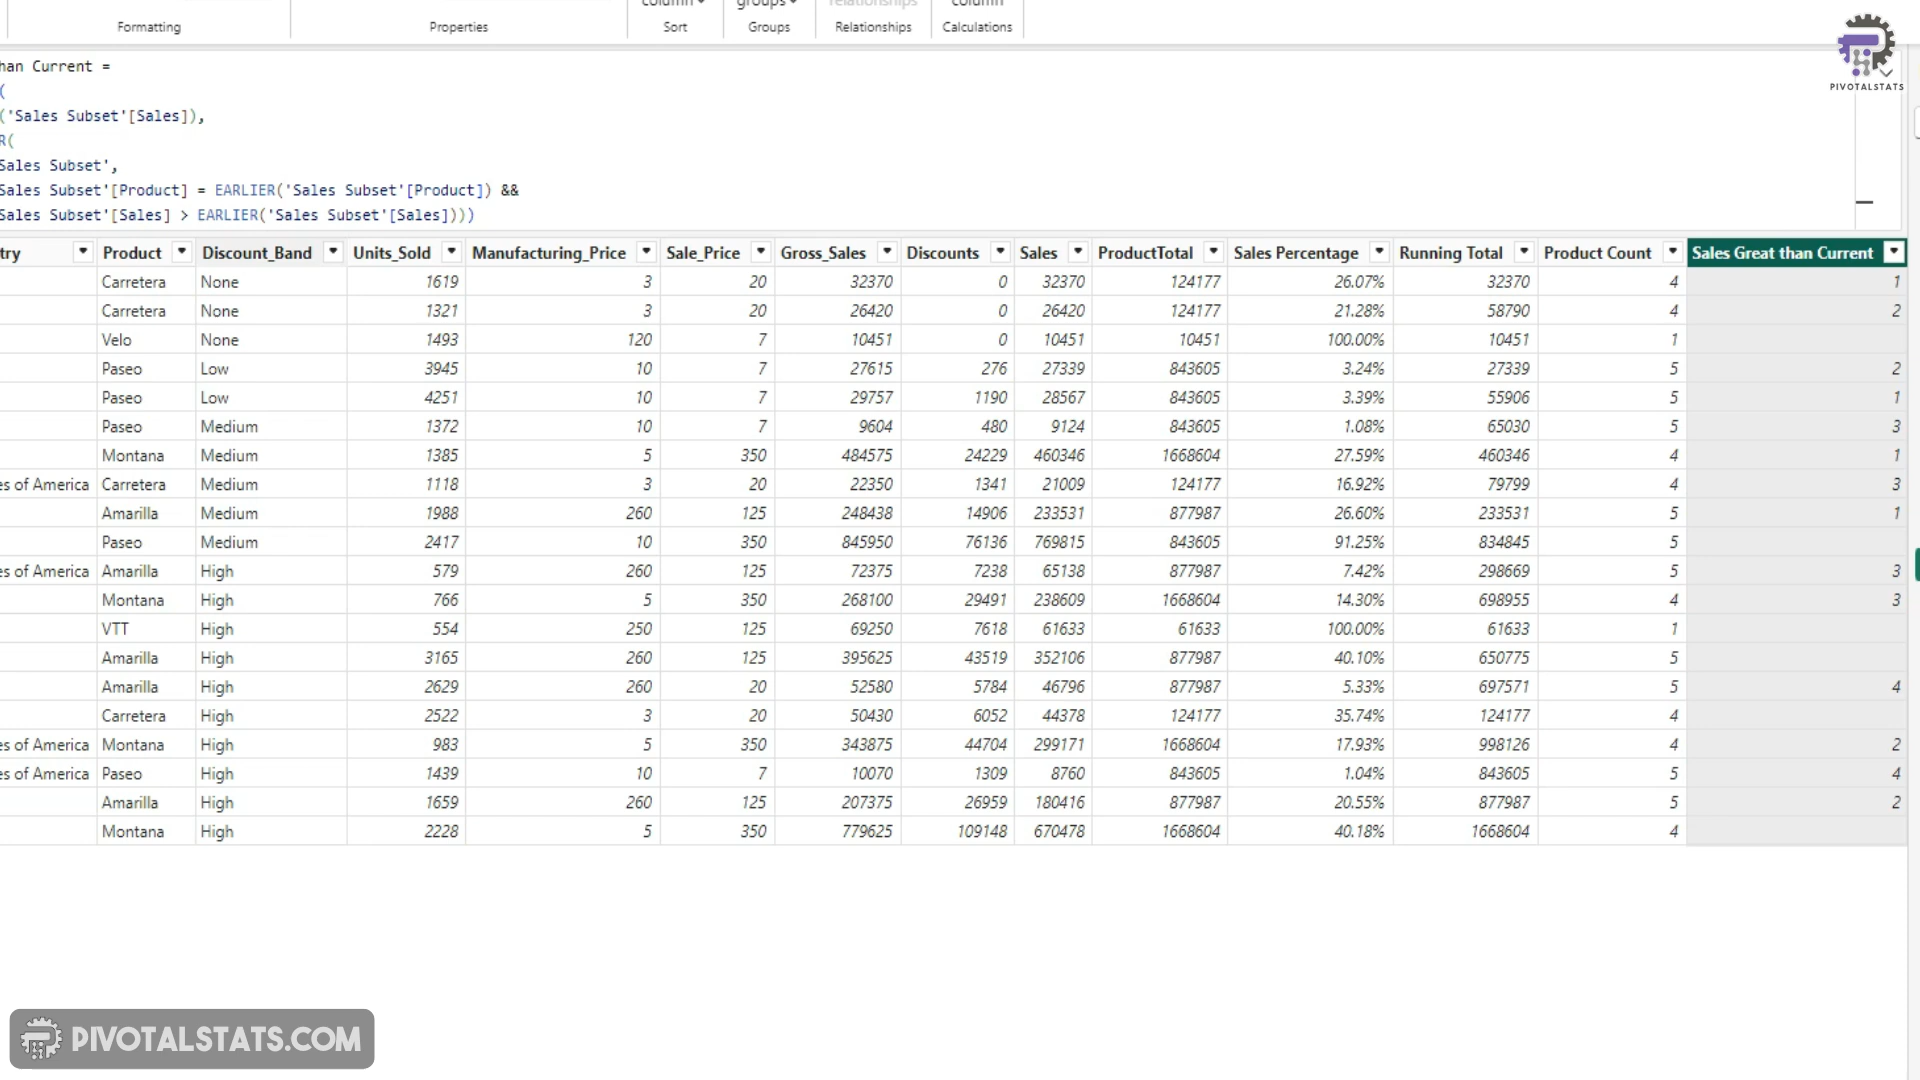 column groups relationships column
Formatting Properties Sort Groups Relationships Calculations
PIVOTALSTATS
han Current =
(
('Sales Subset'[Sales]),
R(
Sales Subset',
Sales Subset'[Product] = EARLIER('Sales Subset'[Product]) &&
Sales Subset'[Sales] > EARLIER('Sales Subset'[Sales])))
try Product Discount_Band Units_Sold Manufacturing_Price Sale_Price Gross_Sales Discounts Sales ProductTotal Sales Percentage Running Total Product Count Sales Great than Current
Carretera None 1619 3 20 32370 0 32370 124177 26.07% 32370 4 1
Carretera None 1321 3 20 26420 0 26420 124177 21.28% 58790 4 2
Velo None 1493 120 7 10451 0 10451 10451 100.00% 10451 1
Paseo Low 3945 10 7 27615 276 27339 843605 3.24% 27339 5 2
Paseo Low 4251 10 7 29757 1190 28567 843605 3.39% 55906 5 1
Paseo Medium 1372 10 7 9604 480 9124 843605 1.08% 65030 5 3
Montana Medium 1385 5 350 484575 24229 460346 1668604 27.59% 460346 4 1
es of America Carretera Medium 1118 3 20 22350 1341 21009 124177 16.92% 79799 4 3
Amarilla Medium 1988 260 125 248438 14906 233531 877987 26.60% 233531 5 1
Paseo Medium 2417 10 350 845950 76136 769815 843605 91.25% 834845 5
es of America Amarilla High 579 260 125 72375 7238 65138 877987 7.42% 298669 5 3
Montana High 766 5 350 268100 29491 238609 1668604 14.30% 698955 4 3
VTT High 554 250 125 69250 7618 61633 61633 100.00% 61633 1
Amarilla High 3165 260 125 395625 43519 352106 877987 40.10% 650775 5
Amarilla High 2629 260 20 52580 5784 46796 877987 5.33% 697571 5 4
Carretera High 2522 3 20 50430 6052 44378 124177 35.74% 124177 4
es of America Montana High 983 5 350 343875 44704 299171 1668604 17.93% 998126 4 2
es of America Paseo High 1439 10 7 10070 1309 8760 843605 1.04% 843605 5 4
Amarilla High 1659 260 125 207375 26959 180416 877987 20.55% 877987 5 2
Montana High 2228 5 350 779625 109148 670478 1668604 40.18% 1668604 4
PIVOTALSTATS.COM